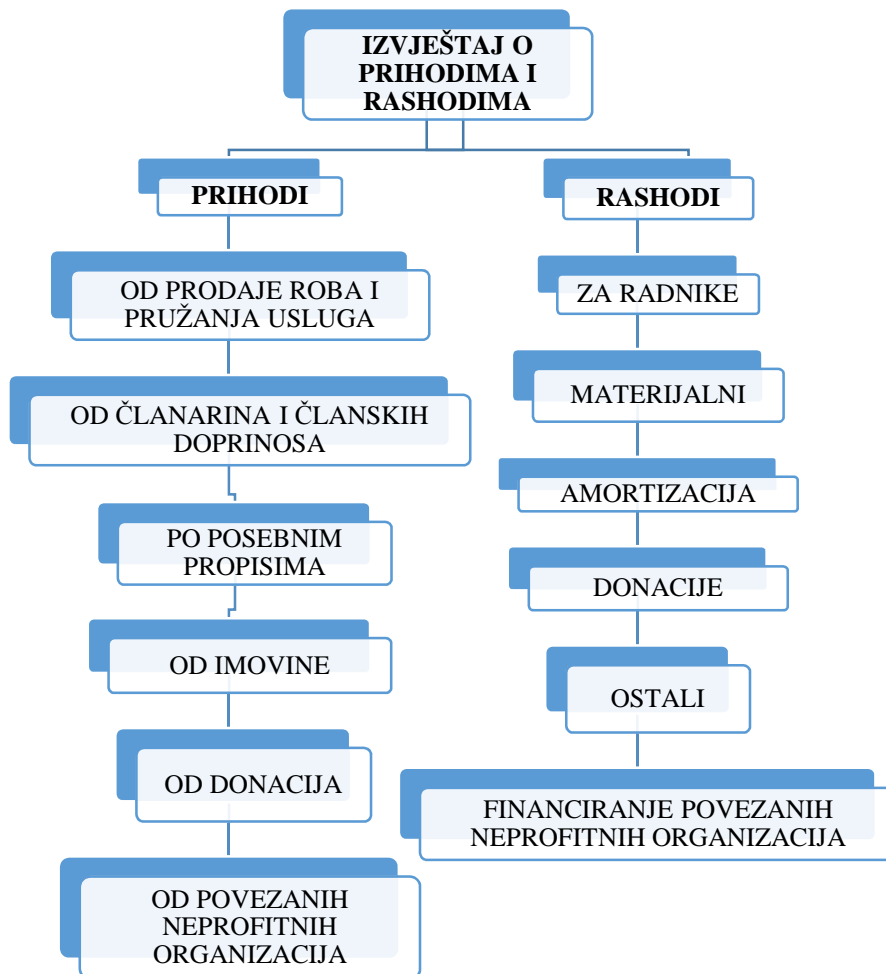 IZVJEŠTAJ O
PRIHODIMA I
RASHODIMA
PRIHODI
OD PRODAJE ROBA I
PRUŽANJA USLUGA
OD ČLANARINA I ČLANSKIH
DOPRINOSA
PO POSEBNIM
PROPISIMA
OD IMOVINE
OD DONACIJA
OD POVEZANIH
NEPROFITNIH
ORGANIZACIJA
RASHODI
ZA RADNIKE
MATERIJALNI
AMORTIZACIJA
DONACIJE
OSTALI
FINANCIRANJE POVEZANIH
NEPROFITNIH ORGANIZACIJA